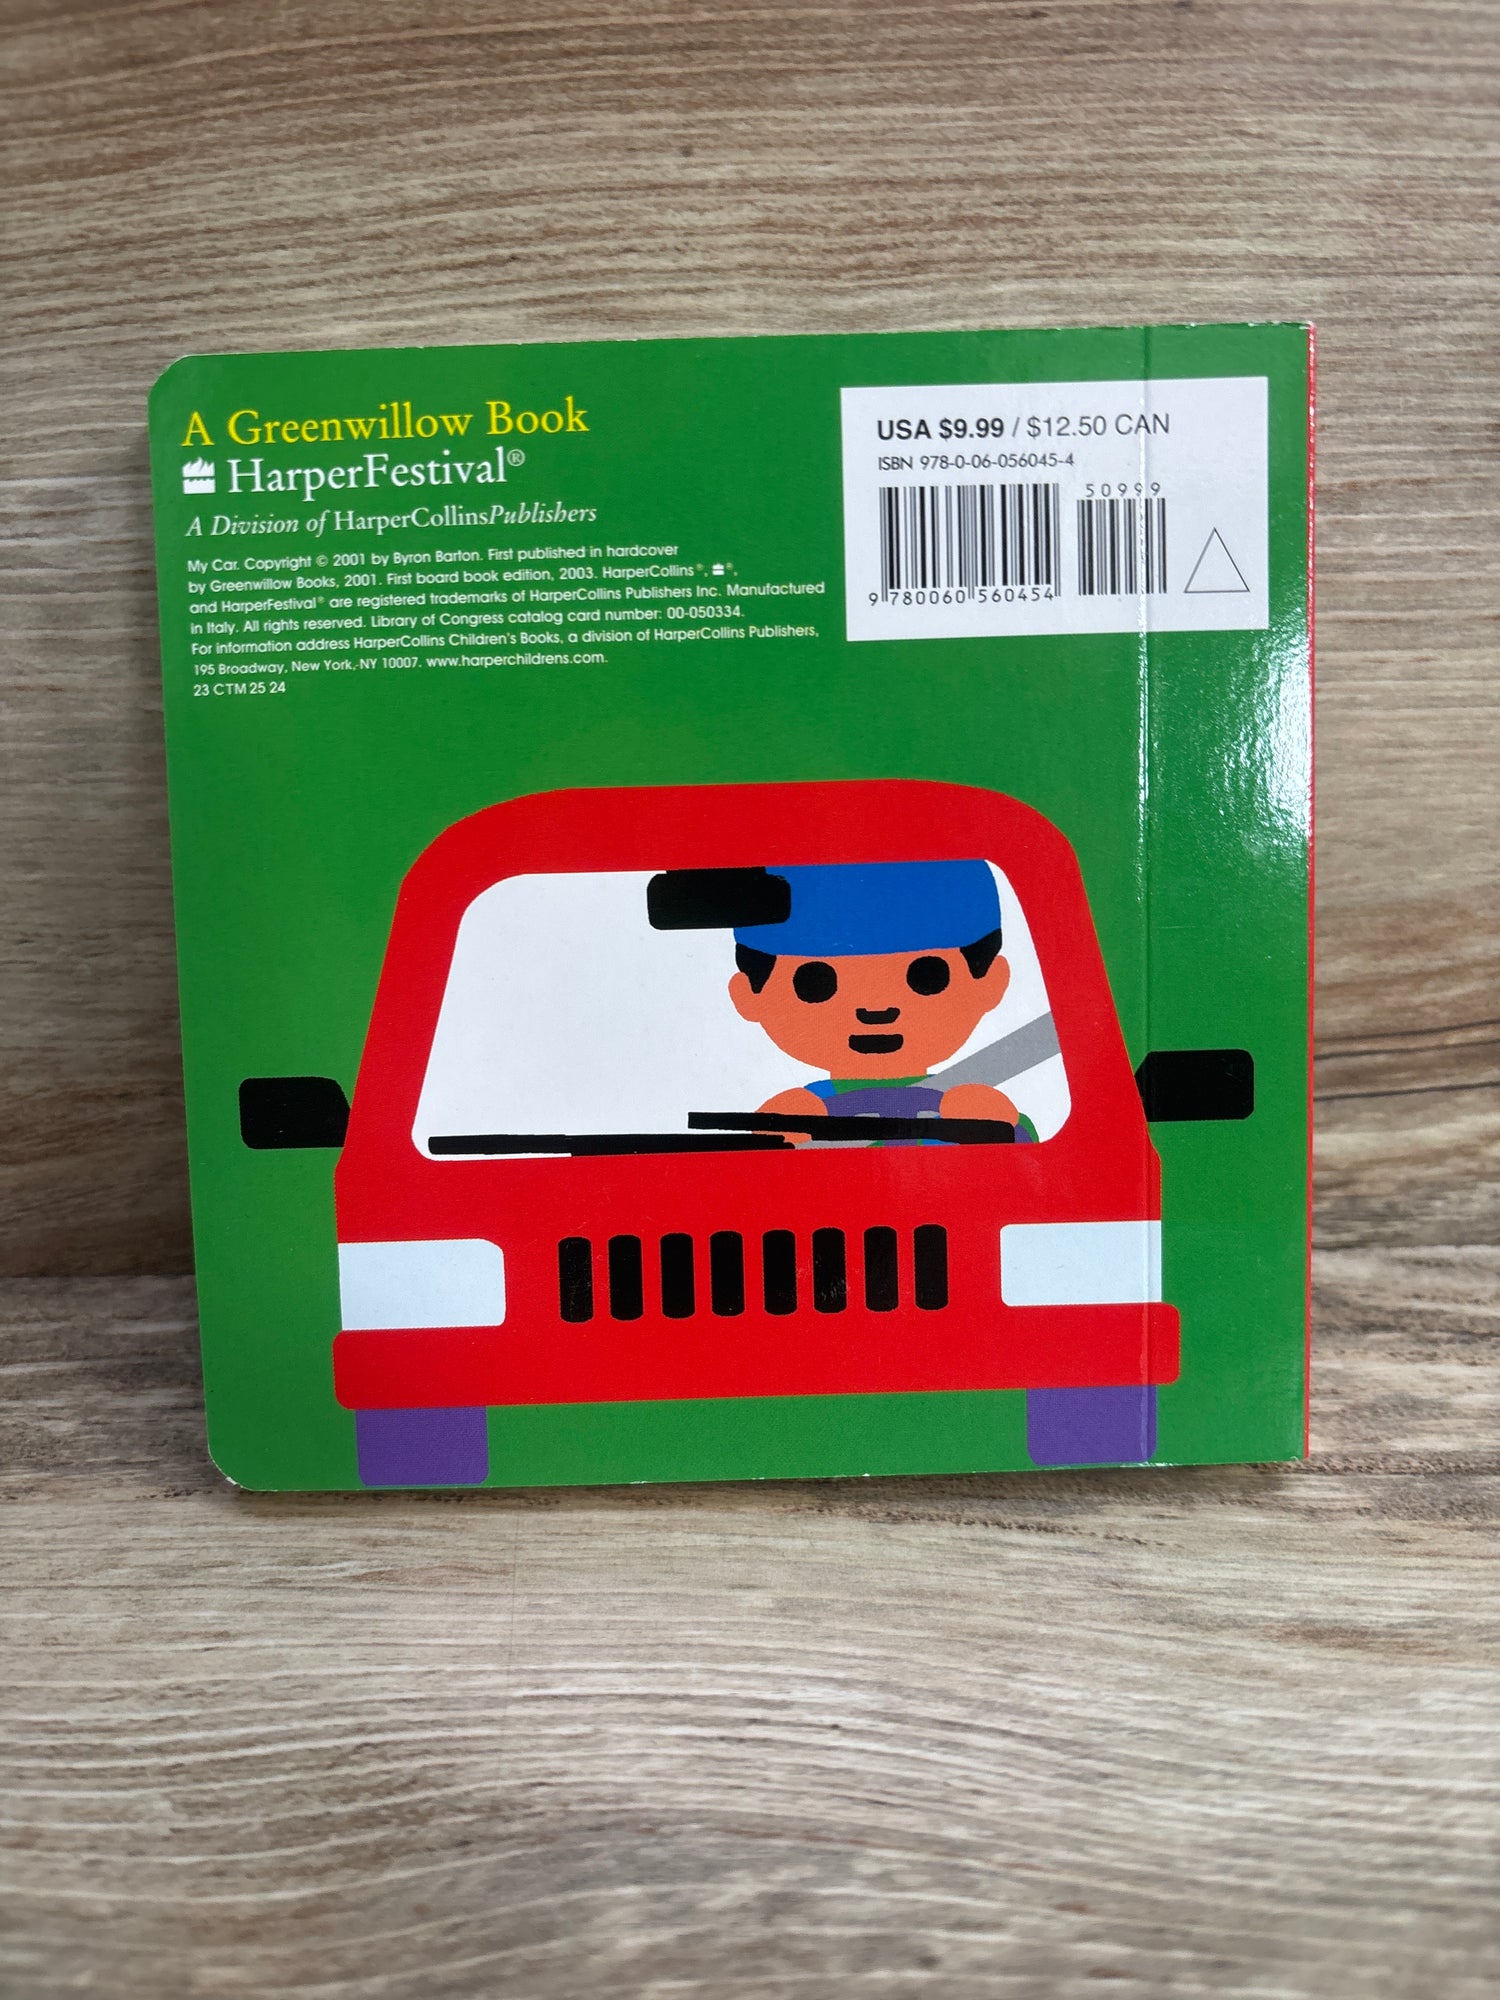 A Greenwillow Book
HarperFestival®
A Division of HarperCollinsPublishers
My Car. Copyright © 2001 by Byron Barton. First published in hardcover
by Greenwillow Books, 2001. First board book edition, 2003. HarperCollins®, ®,
and HarperFestival® are registered trademarks of HarperCollins Publishers Inc. Manufactured
in Italy. All rights reserved. Library of Congress catalog card number: 00-050334.
For information address HarperCollins Children's Books, a division of HarperCollins Publishers,
195 Broadway, New York, NY 10007. www.harperchildrens.com.
23 CTM 25 24
USA $9.99 / $12.50 CAN
ISBN 978-0-06-056045-4
50999
9 780060 560454